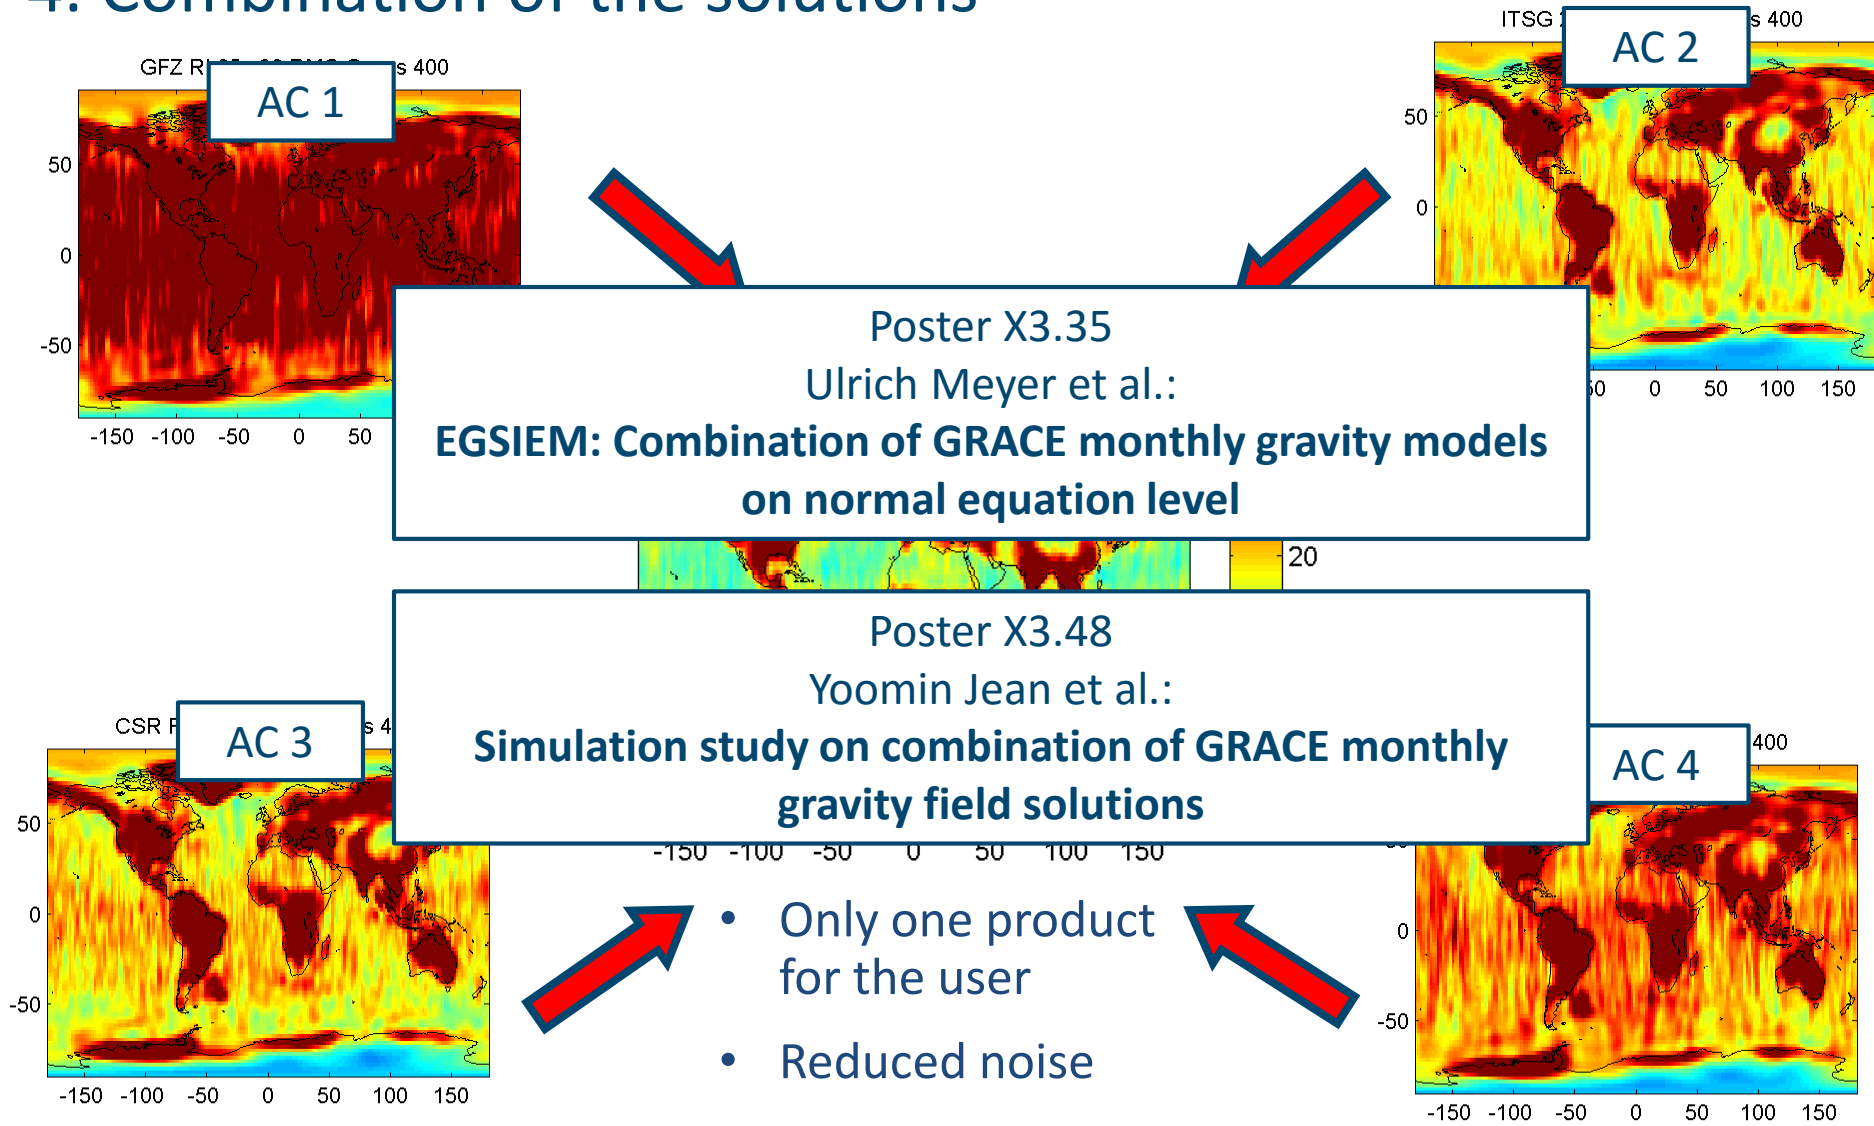 4. Combination of the solutions
GFZ s 400
AC 1
50
0
-50
-150 -100 -50 0 50
ITSG s 400
AC 2
50
0
0 50 100 150
Poster X3.35
Ulrich Meyer et al.:
EGSIEM: Combination of GRACE monthly gravity models
on normal equation level
20
Poster X3.48
Yoomin Jean et al.:
Simulation study on combination of GRACE monthly
gravity field solutions
-150 -100 -50 0 50 100 150
CSR s 4
AC 3
50
0
-50
-150 -100 -50 0 50 100 150
400
AC 4
0
-50
-150 -100 -50 0 50 100 150
• Only one product
for the user
• Reduced noise